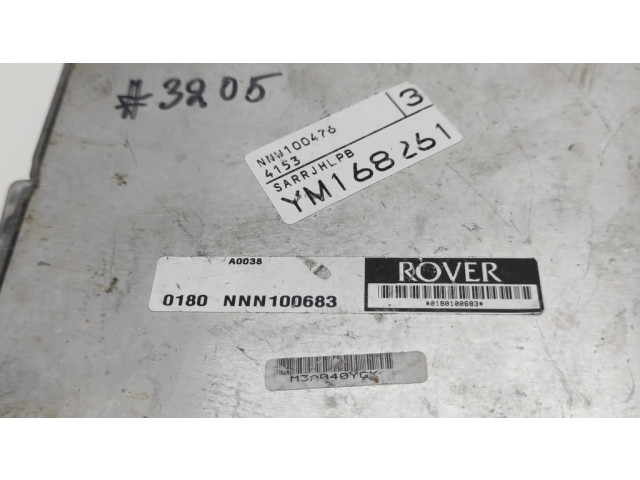 #3205
NNW100476
3
4153
SARRJHLPB
YM168261
A0038
0180 NNN100683
ROVER
*0180100683*